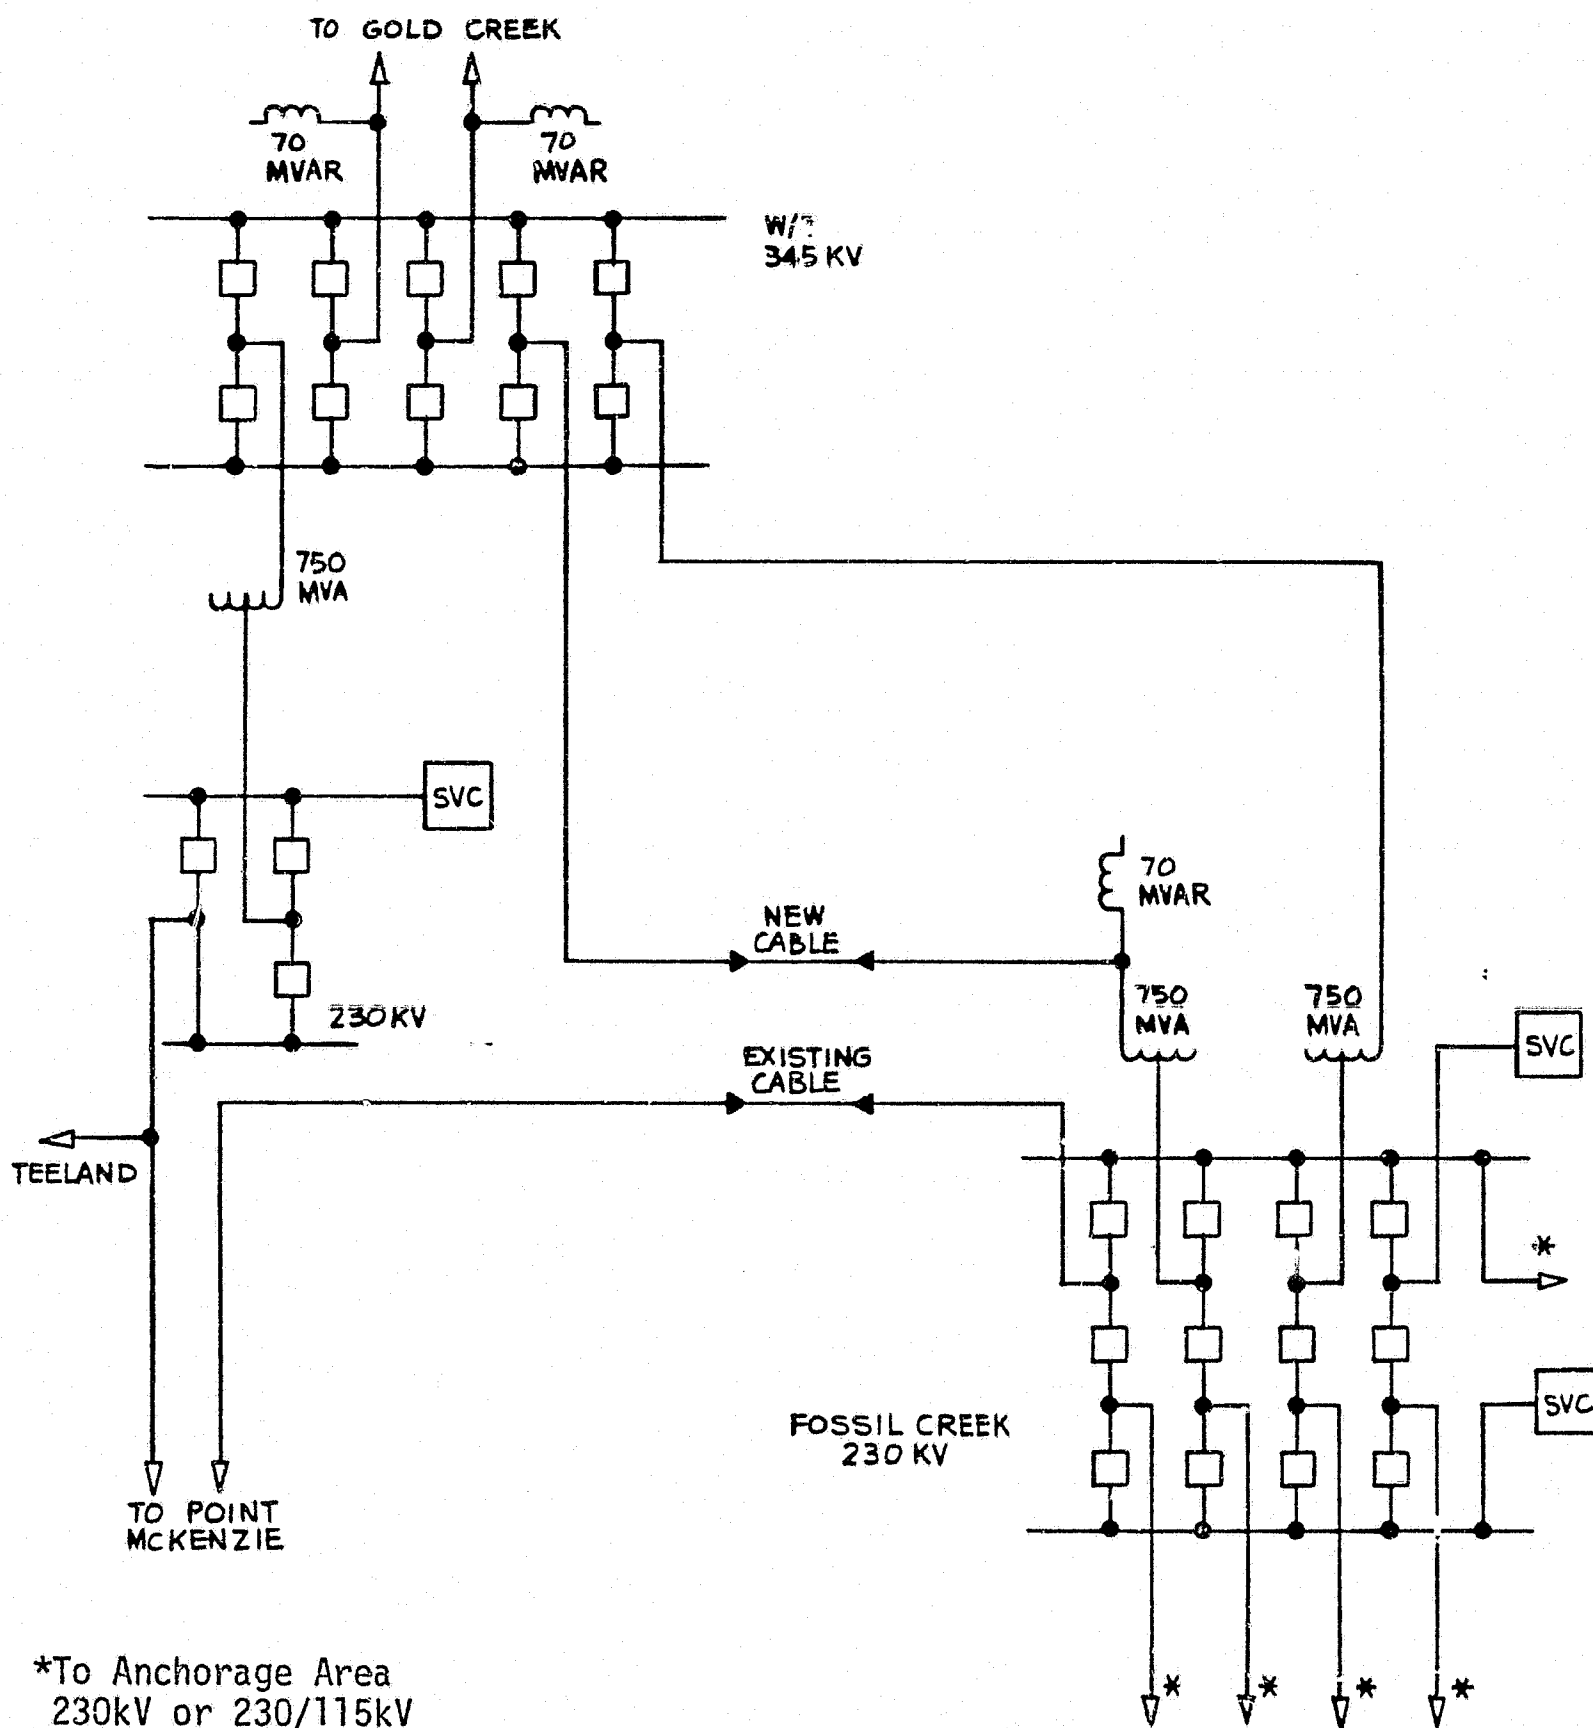 TO GOLD CREEK
70
MVAR
70
MVAR
345 KV
750
MVA
SVC
230 KV
NEW
CABLE
70
MVAR
750
MVA
750
MVA
SVC
EXISTING
CABLE
TEELAND
*
SVC
FOSSIL CREEK
230 KV
TO POINT
MCKENZIE
*To Anchorage Area
230kV or 230/115kV
*
*
*
*